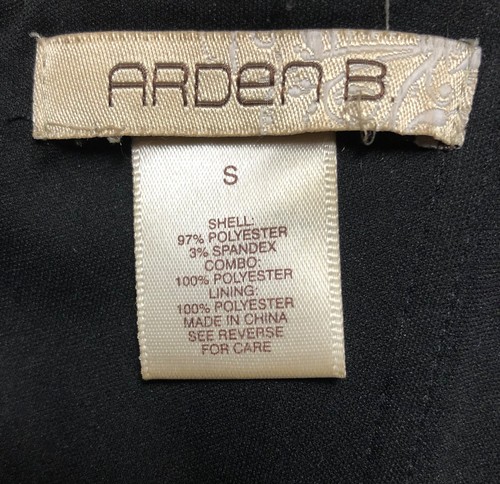 ARDen B.
S
SHELL:
97% POLYESTER
3% SPANDEX
COMBO:
100% POLYESTER
LINING:
100% POLYESTER
MADE IN CHINA
SEE REVERSE
FOR CARE